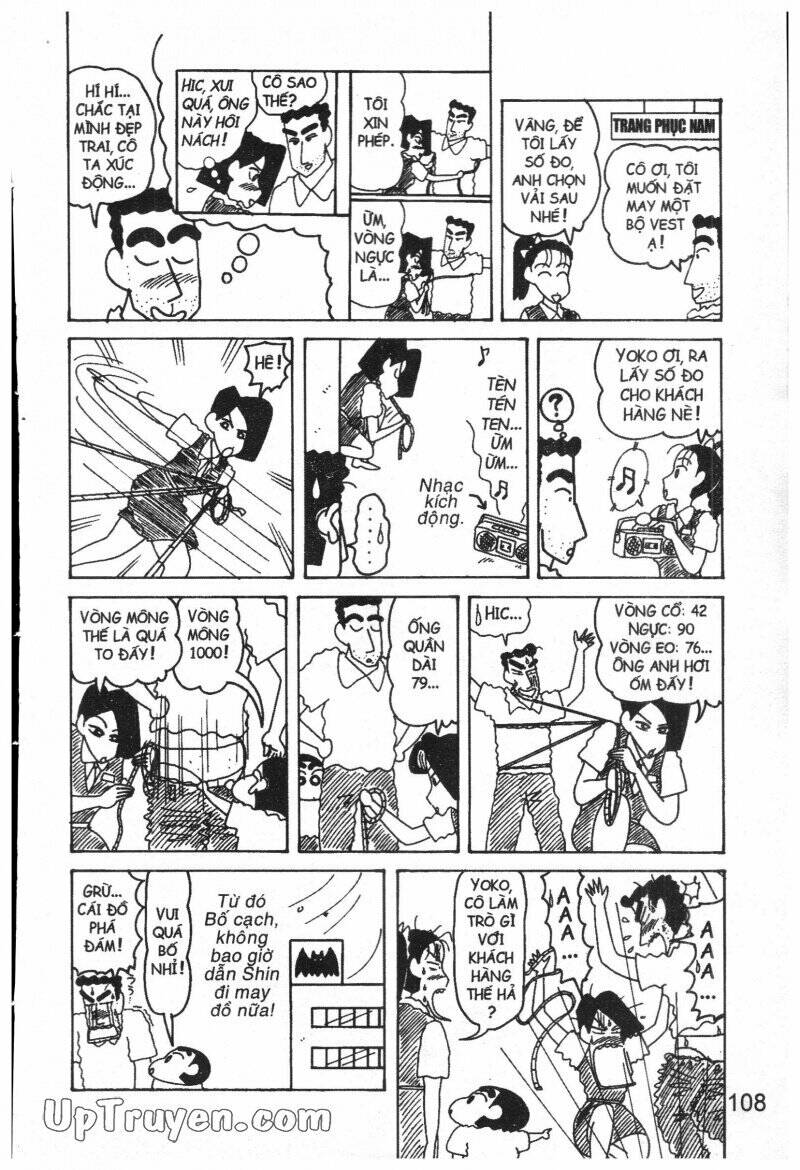 TRANG PHỤC NAM
CÔ ƠI, TÔI
MUỐN ĐẶT
MAY MỘT
BỘ VEST
Ạ!
VÂNG, ĐỂ
TÔI LẤY
SỐ ĐO,
ANH CHỌN
VẢI SAU
NHÉ!
TÔI
XIN
PHÉP.
ỪM,
VÒNG
NGỰC
LÀ...
CÔ SAO
THẾ?
HIC, XUI
QUÁ, ÔNG
NÀY HÔI
NÁCH!
HÍ HÍ...
CHẮC TẠI
MÌNH ĐẸP
TRAI, CÔ
TA XÚC
ĐỘNG...
YOKO ƠI, RA
LẤY SỐ ĐO
CHO KHÁCH
HÀNG NÈ!
?
TÈN
TÉN
TEN...
ỪM
ỪM...
Nhạc
kích
động.
......
HÊ!
VÒNG CỔ: 42
NGỰC: 90
VÒNG EO: 76...
ÔNG ANH HƠI
ỐM ĐẤY!
HIC...
ỐNG
QUẦN
DÀI
79...
VÒNG
MÔNG
1000!
VÒNG MÔNG
THẾ LÀ QUÁ
TO ĐẤY!
AAA...
AAA...
YOKO,
CÔ LÀM
TRÒ GÌ
VỚI
KHÁCH
HÀNG
THẾ HẢ
?
Từ đó
Bố cạch,
không
bao giờ
dẫn Shin
đi may
đồ nữa!
VUI
QUÁ
BỐ
NHỈ!
GRỪ...
CÁI ĐỒ
PHÁ
ĐÁM!
108
UpTruyen.com